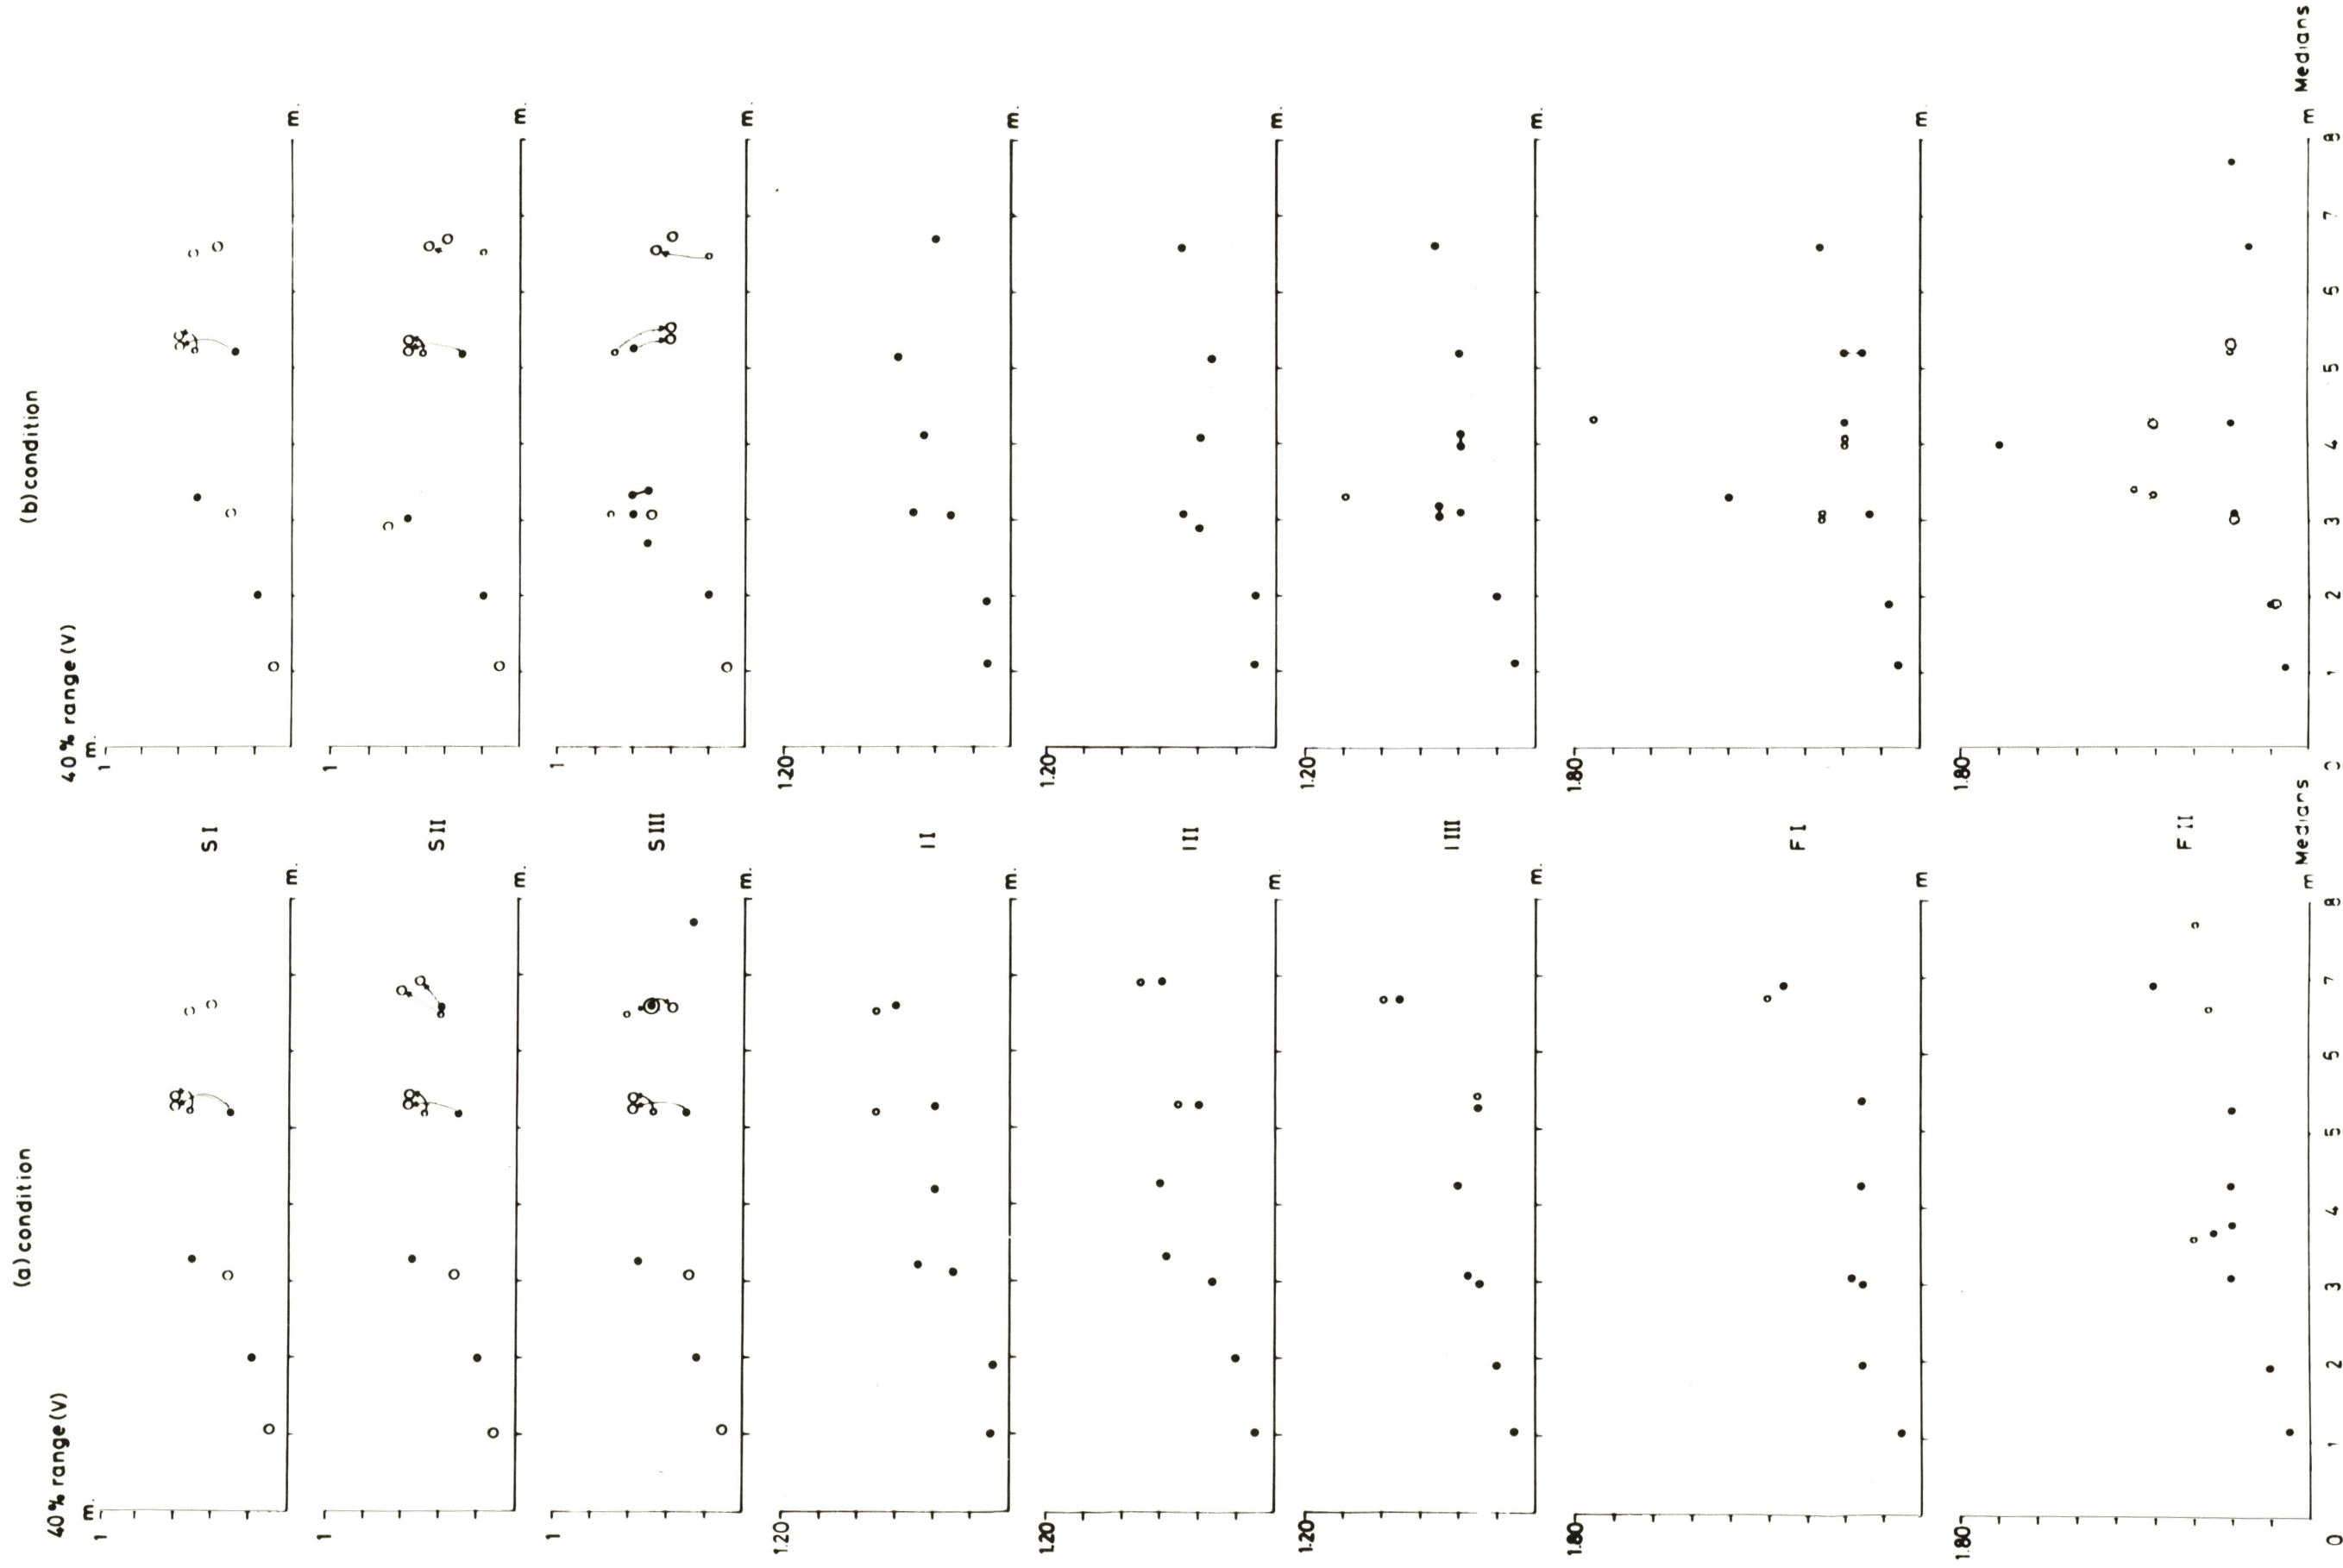 (a) condition (b) condition
40% range (V) 40% range (V)
m. m.
1 S I 1
m. m.
1 S II 1
m. m.
1 S III 1
m. m.
1.20 I I 1.20
m. m.
1.20 I II 1.20
m. m.
1.20 I III 1.20
m. m.
1.80 F I 1.80
m m
1.80 F II 1.80
m Medians m Medians
0 1 2 3 4 5 6 7 8 0 1 2 3 4 5 6 7 8